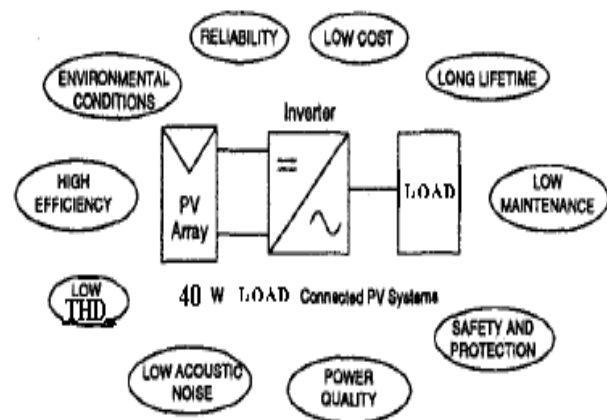 RELIABILITY
LOW COST
ENVIRONMENTAL
CONDITIONS
LONG LIFETIME
Inverter
HIGH
EFFICIENCY
PV
Array
LOAD
LOW
MAINTENANCE
LOW
THD
40 W LOAD Connected PV Systems
SAFETY AND
PROTECTION
LOW ACOUSTIC
NOISE
POWER
QUALITY